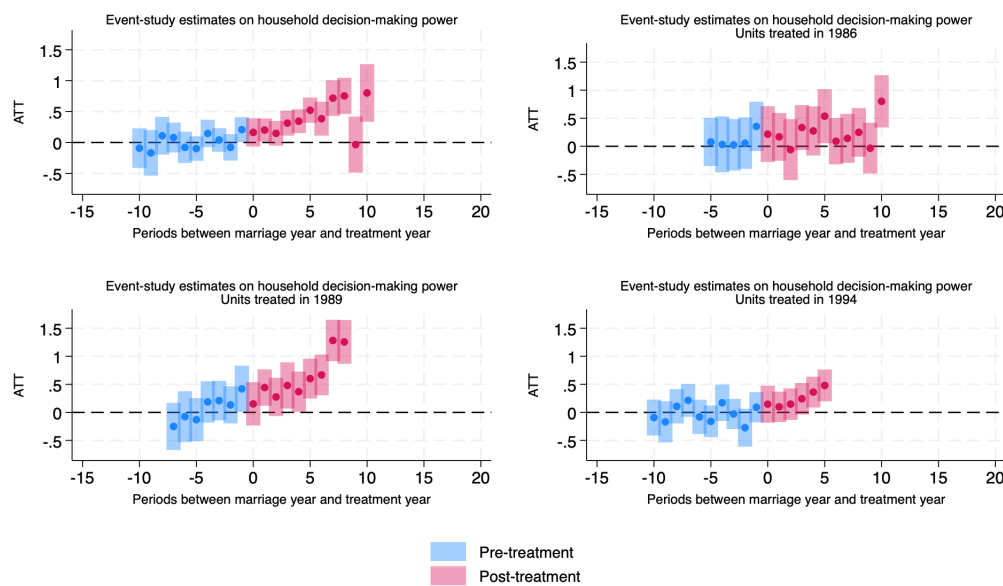 Event-study estimates on household decision-making power
1.5
1
.5
0
-.5
ATT
-15 -10 -5 0 5 10 15 20
Periods between marriage year and treatment year
Event-study estimates on household decision-making power
Units treated in 1986
1.5
1
.5
0
-.5
ATT
-15 -10 -5 0 5 10 15 20
Periods between marriage year and treatment year
Event-study estimates on household decision-making power
Units treated in 1989
1.5
1
.5
0
-.5
ATT
-15 -10 -5 0 5 10 15 20
Periods between marriage year and treatment year
Event-study estimates on household decision-making power
Units treated in 1994
1.5
1
.5
0
-.5
ATT
-15 -10 -5 0 5 10 15 20
Periods between marriage year and treatment year
Pre-treatment
Post-treatment